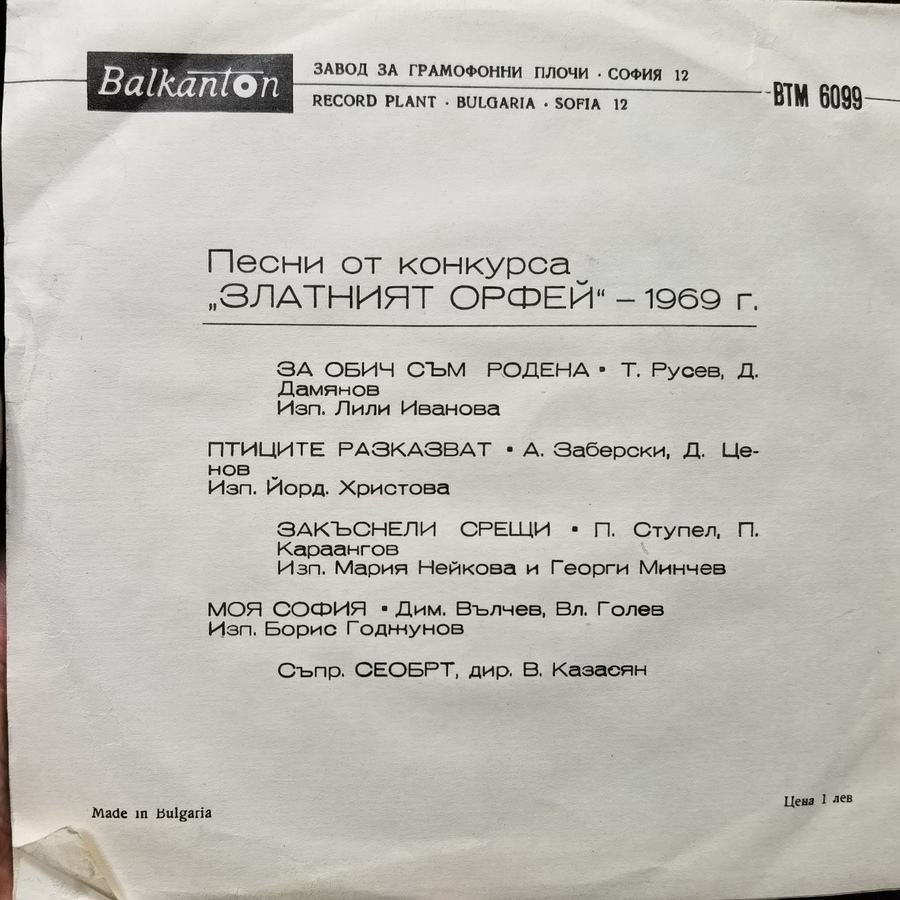 Balkanton
ЗАВОД ЗА ГРАМОФОННИ ПЛОЧИ · СОФИЯ 12
RECORD PLANT · BULGARIA · SOFIA 12
ВТМ 6099
Песни от конкурса
„ЗЛАТНИЯТ ОРФЕЙ“ – 1969 г.
ЗА ОБИЧ СЪМ РОДЕНА ▪ Т. Русев, Д.
Дамянов
Изп. Лили Иванова
ПТИЦИТЕ РАЗКАЗВАТ ▪ А. Заберски, Д. Це-
нов
Изп. Йорд. Христова
ЗАКЪСНЕЛИ СРЕЩИ ▪ П. Ступел, П.
Караангов
Изп. Мария Нейкова и Георги Минчев
МОЯ СОФИЯ ▪ Дим. Вълчев, Вл. Голев
Изп. Борис Годжунов
Съпр. СЕОБРТ, дир. В. Казасян
Made in Bulgaria
Цена 1 лев